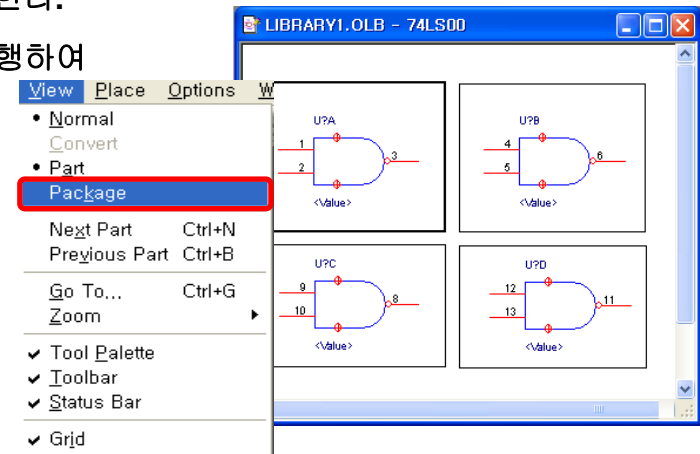 행하여
LIBRARY1.OLB - 74LS00
View Place Options
• Normal
Convert
• Part
Package
Next Part Ctrl+N
Previous Part Ctrl+B
Go To... Ctrl+G
Zoom
✓ Tool Palette
✓ Toolbar
✓ Status Bar
✓ Grid
U?A
1
2
3
<Value>
U?B
4
5
6
<Value>
U?C
9
10
8
<Value>
U?D
12
13
11
<Value>